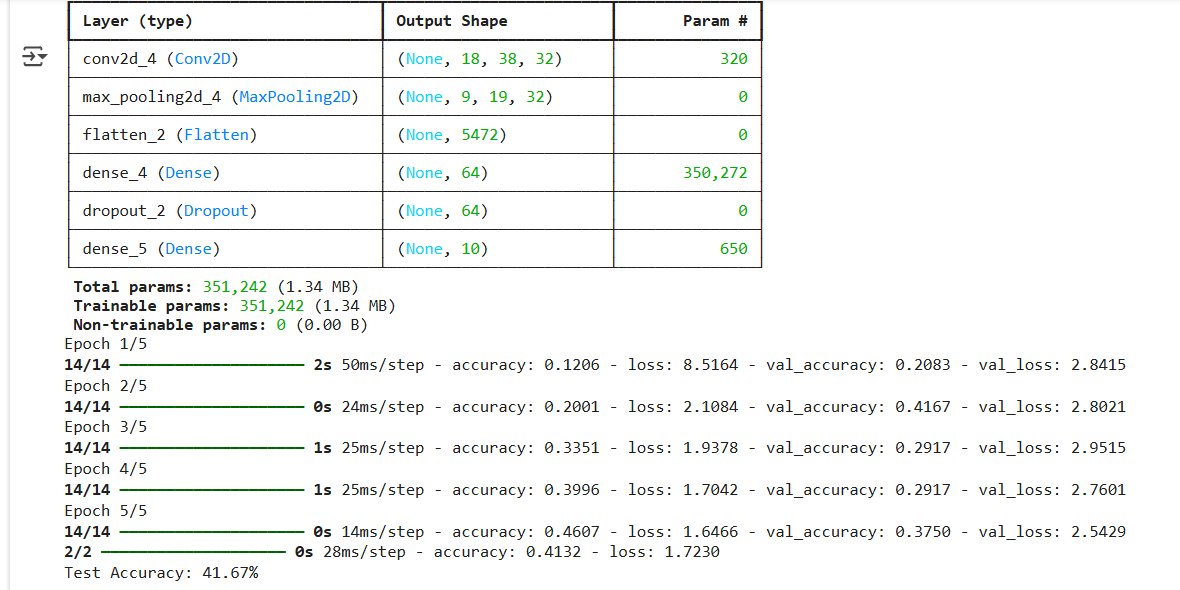 Layer (type) Output Shape Param #
conv2d_4 (Conv2D) (None, 18, 38, 32) 320
max_pooling2d_4 (MaxPooling2D) (None, 9, 19, 32) 0
flatten_2 (Flatten) (None, 5472) 0
dense_4 (Dense) (None, 64) 350,272
dropout_2 (Dropout) (None, 64) 0
dense_5 (Dense) (None, 10) 650
Total params: 351,242 (1.34 MB)
Trainable params: 351,242 (1.34 MB)
Non-trainable params: 0 (0.00 B)
Epoch 1/5
14/14 ━━━━━━━━━━━━━━━━━━━━ 2s 50ms/step - accuracy: 0.1206 - loss: 8.5164 - val_accuracy: 0.2083 - val_loss: 2.8415
Epoch 2/5
14/14 ━━━━━━━━━━━━━━━━━━━━ 0s 24ms/step - accuracy: 0.2001 - loss: 2.1084 - val_accuracy: 0.4167 - val_loss: 2.8021
Epoch 3/5
14/14 ━━━━━━━━━━━━━━━━━━━━ 1s 25ms/step - accuracy: 0.3351 - loss: 1.9378 - val_accuracy: 0.2917 - val_loss: 2.9515
Epoch 4/5
14/14 ━━━━━━━━━━━━━━━━━━━━ 1s 25ms/step - accuracy: 0.3996 - loss: 1.7042 - val_accuracy: 0.2917 - val_loss: 2.7601
Epoch 5/5
14/14 ━━━━━━━━━━━━━━━━━━━━ 0s 14ms/step - accuracy: 0.4607 - loss: 1.6466 - val_accuracy: 0.3750 - val_loss: 2.5429
2/2 ━━━━━━━━━━━━━━━━━━━━ 0s 28ms/step - accuracy: 0.4132 - loss: 1.7230
Test Accuracy: 41.67%